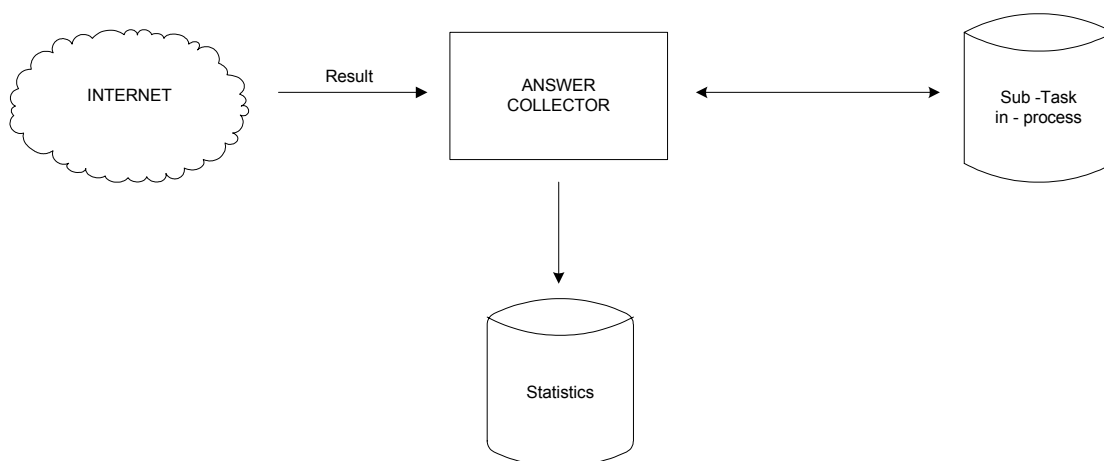 INTERNET
Result
ANSWER
COLLECTOR
Sub -Task
in - process
Statistics